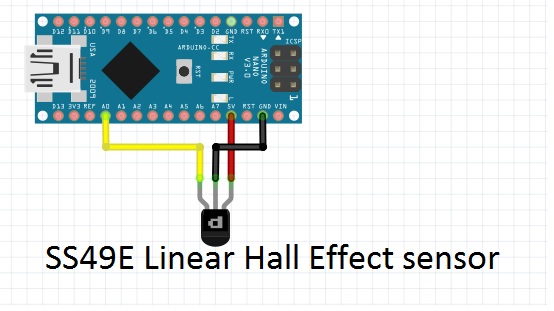 D12 D11 D10 D9 D8 D7 D6 D5 D4 D3 D2 GND RST RX0 TX1
USA
2009
ARDUINO.CC
RST
TX
RX
PWR
L
ARDUINO
NANO
V3.0
ICSP
1
D13 3V3 REF A0 A1 A2 A3 A4 A5 A6 A7 5V RST GND VIN
SS49E Linear Hall Effect sensor